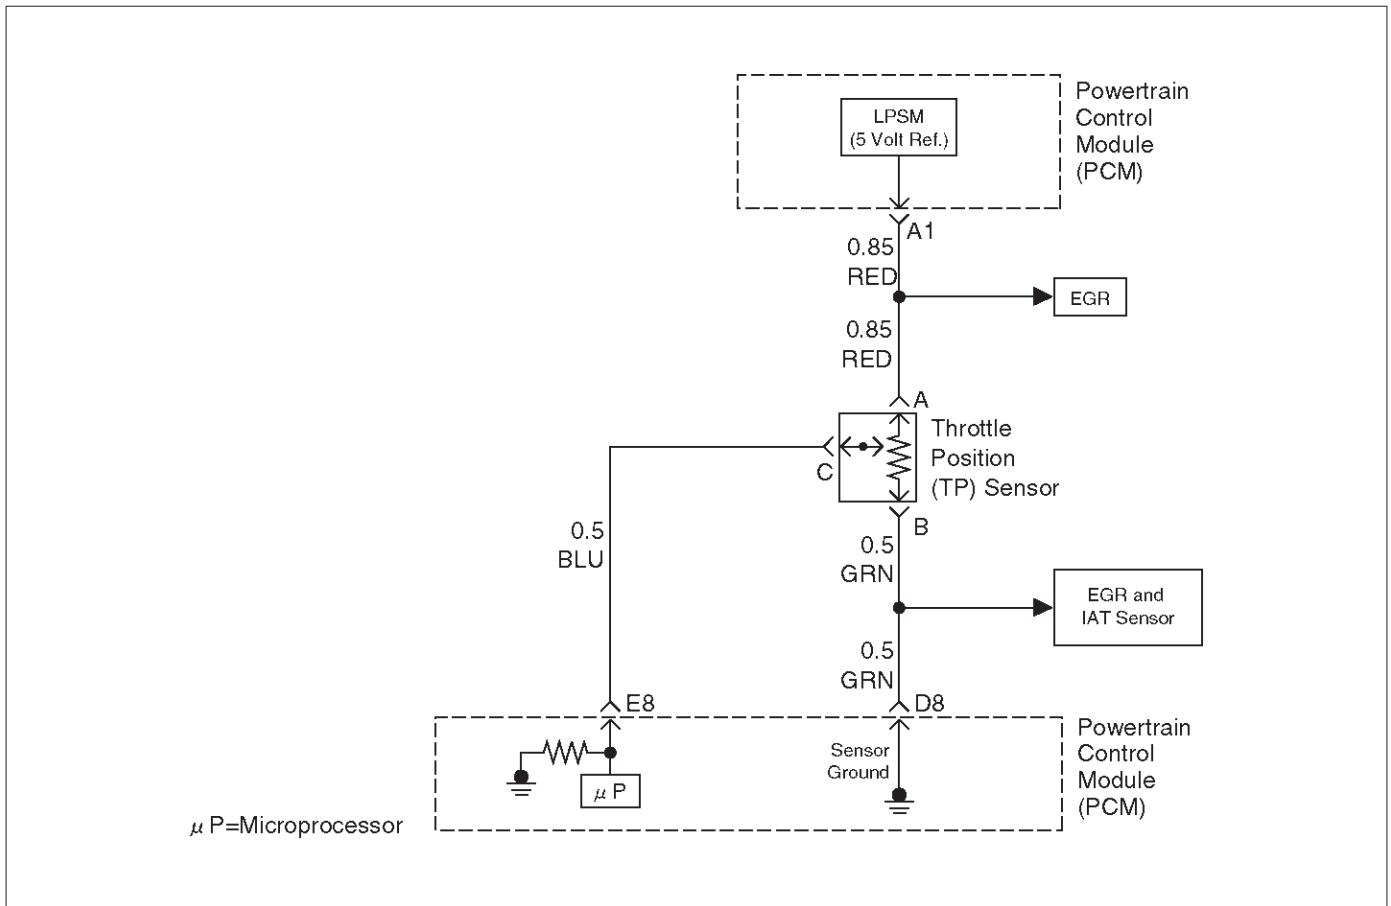 Powertrain
Control
Module
(PCM)
LPSM
(5 Volt Ref.)
A1
0.85
RED
EGR
0.85
RED
A
Throttle
Position
(TP) Sensor
C
B
0.5
BLU
0.5
GRN
EGR and
IAT Sensor
0.5
GRN
E8
D8
Powertrain
Control
Module
(PCM)
Sensor
Ground
μ P
μ P=Microprocessor